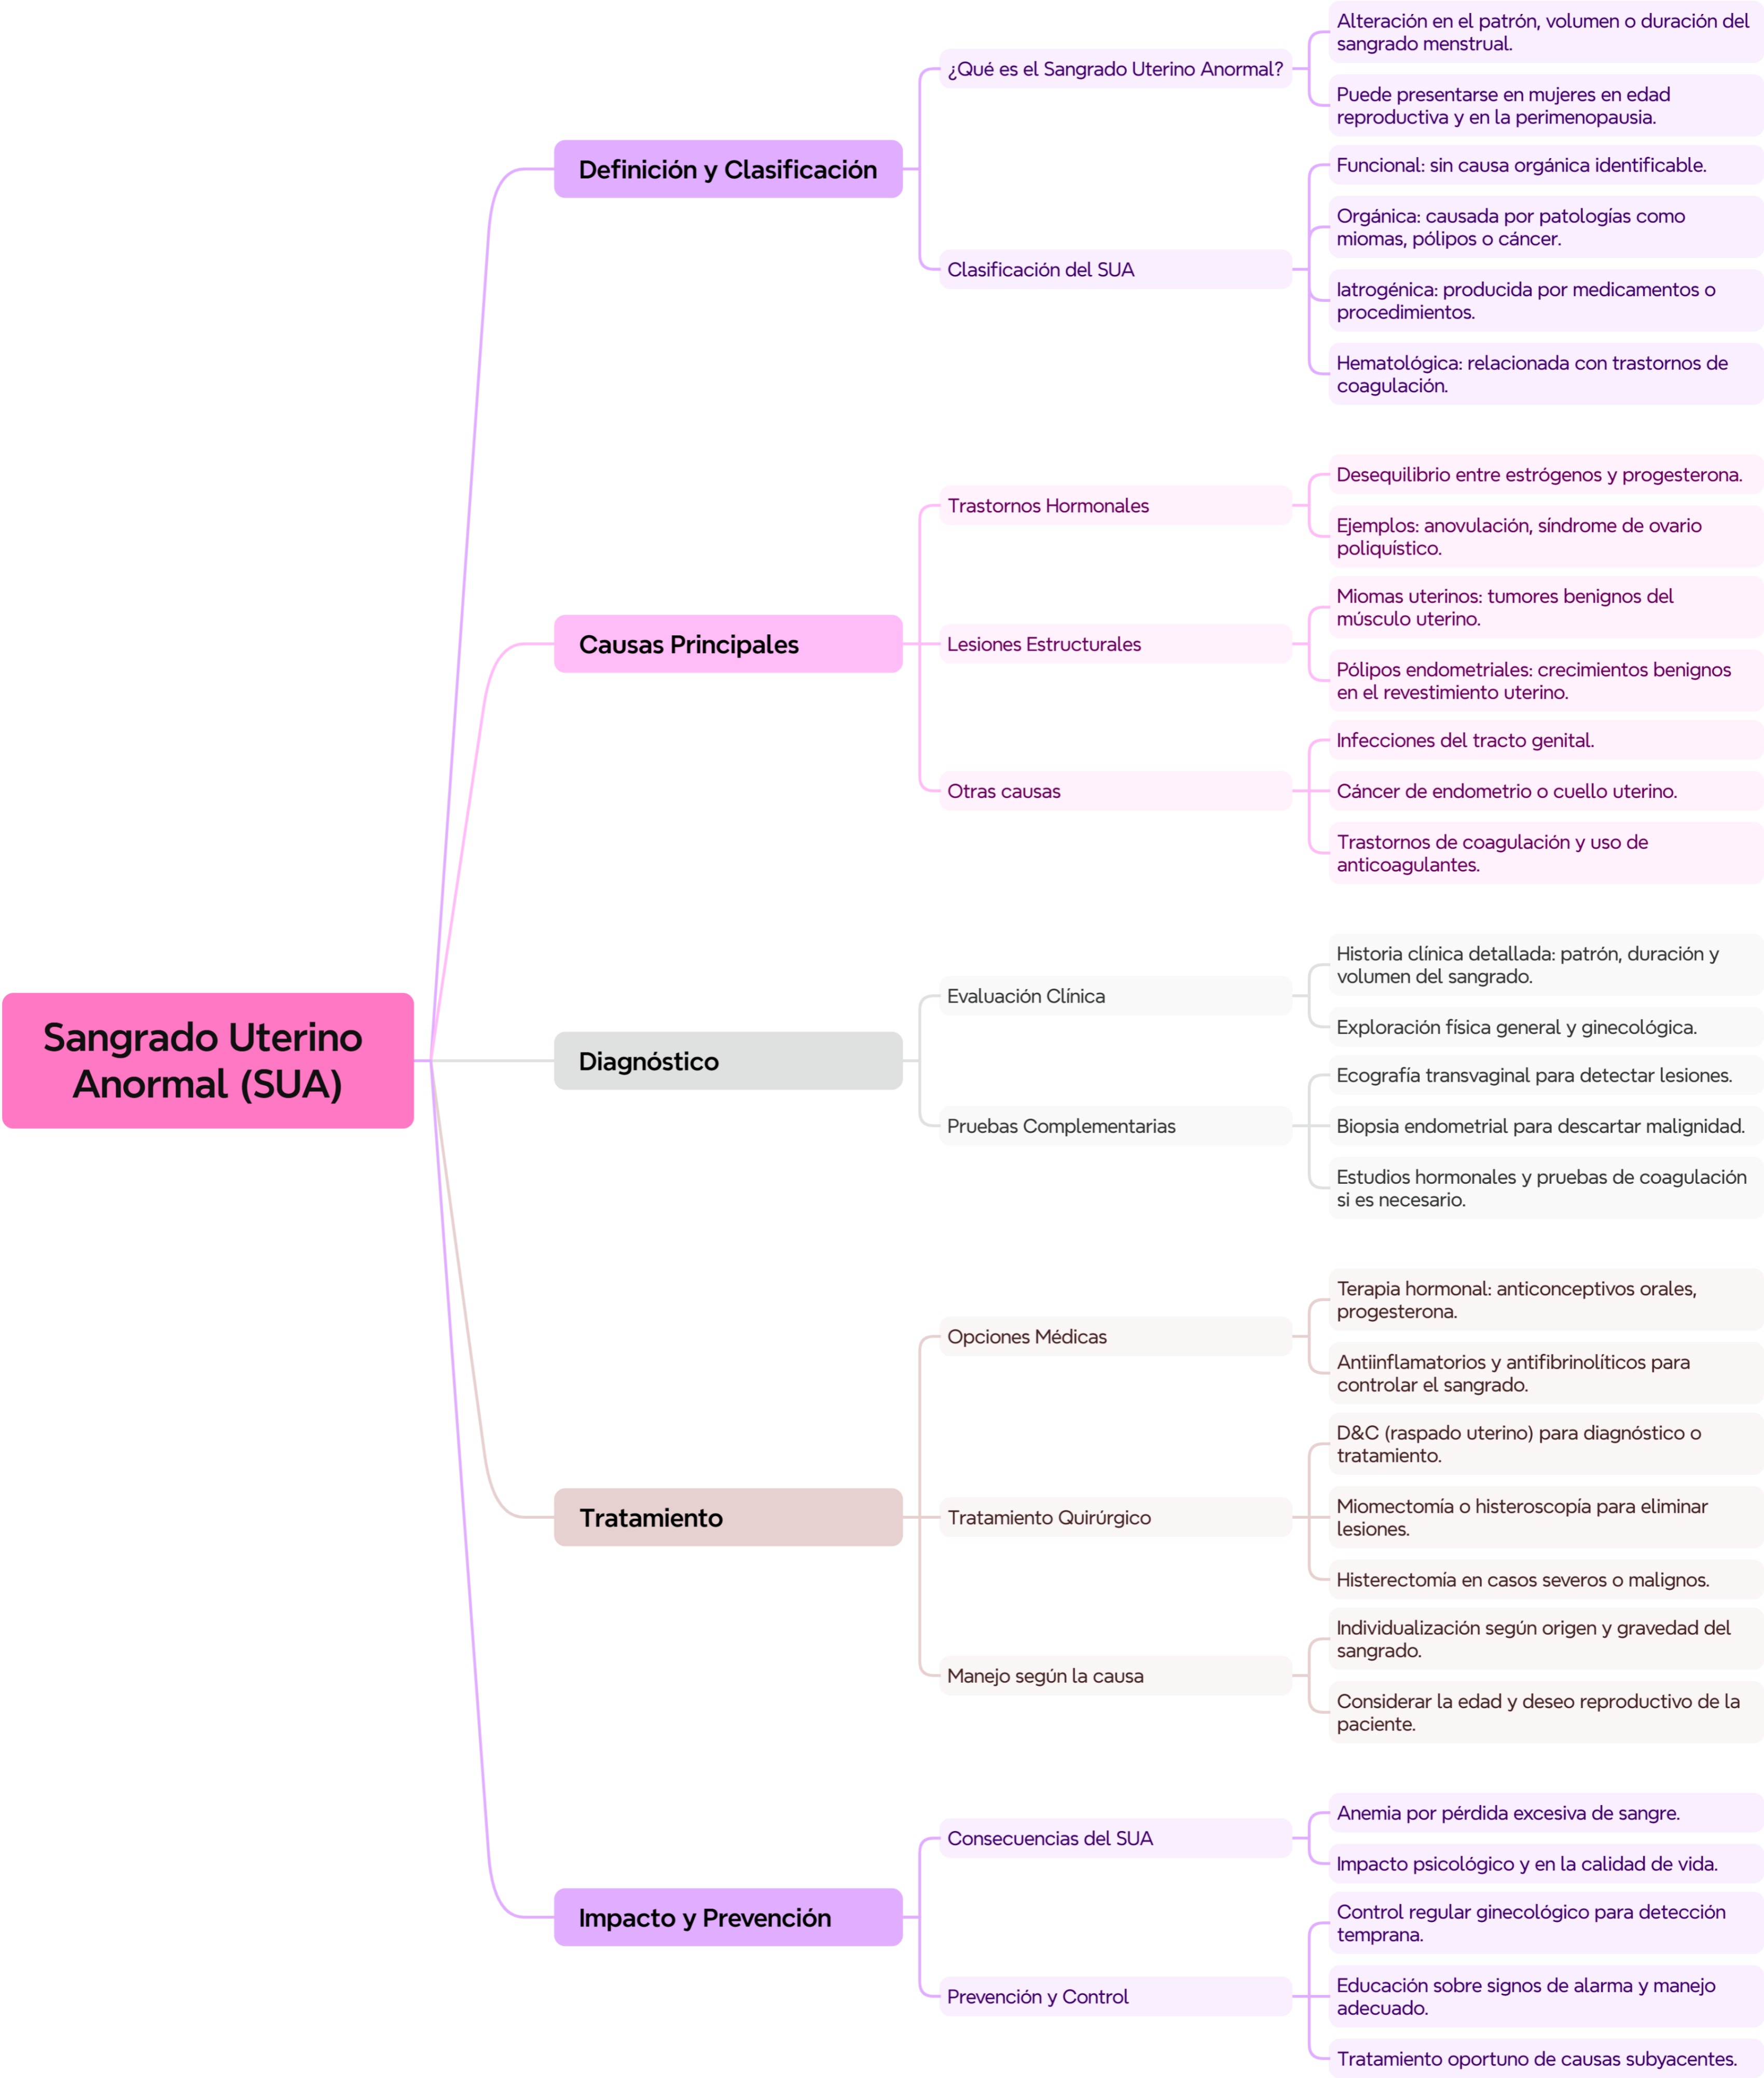 Sangrado Uterino
Anormal (SUA)
Definición y Clasificación
¿Qué es el Sangrado Uterino Anormal?
Alteración en el patrón, volumen o duración del
sangrado menstrual.
Puede presentarse en mujeres en edad
reproductiva y en la perimenopausia.
Clasificación del SUA
Funcional: sin causa orgánica identificable.
Orgánica: causada por patologías como
miomas, pólipos o cáncer.
Iatrogénica: producida por medicamentos o
procedimientos.
Hematológica: relacionada con trastornos de
coagulación.
Causas Principales
Trastornos Hormonales
Desequilibrio entre estrógenos y progesterona.
Ejemplos: anovulación, síndrome de ovario
poliquístico.
Lesiones Estructurales
Miomas uterinos: tumores benignos del
músculo uterino.
Pólipos endometriales: crecimientos benignos
en el revestimiento uterino.
Otras causas
Infecciones del tracto genital.
Cáncer de endometrio o cuello uterino.
Trastornos de coagulación y uso de
anticoagulantes.
Diagnóstico
Evaluación Clínica
Historia clínica detallada: patrón, duración y
volumen del sangrado.
Exploración física general y ginecológica.
Pruebas Complementarias
Ecografía transvaginal para detectar lesiones.
Biopsia endometrial para descartar malignidad.
Estudios hormonales y pruebas de coagulación
si es necesario.
Tratamiento
Opciones Médicas
Terapia hormonal: anticonceptivos orales,
progesterona.
Antiinflamatorios y antifibrinolíticos para
controlar el sangrado.
Tratamiento Quirúrgico
D&C (raspado uterino) para diagnóstico o
tratamiento.
Miomectomía o histeroscopía para eliminar
lesiones.
Histerectomía en casos severos o malignos.
Manejo según la causa
Individualización según origen y gravedad del
sangrado.
Considerar la edad y deseo reproductivo de la
paciente.
Impacto y Prevención
Consecuencias del SUA
Anemia por pérdida excesiva de sangre.
Impacto psicológico y en la calidad de vida.
Prevención y Control
Control regular ginecológico para detección
temprana.
Educación sobre signos de alarma y manejo
adecuado.
Tratamiento oportuno de causas subyacentes.